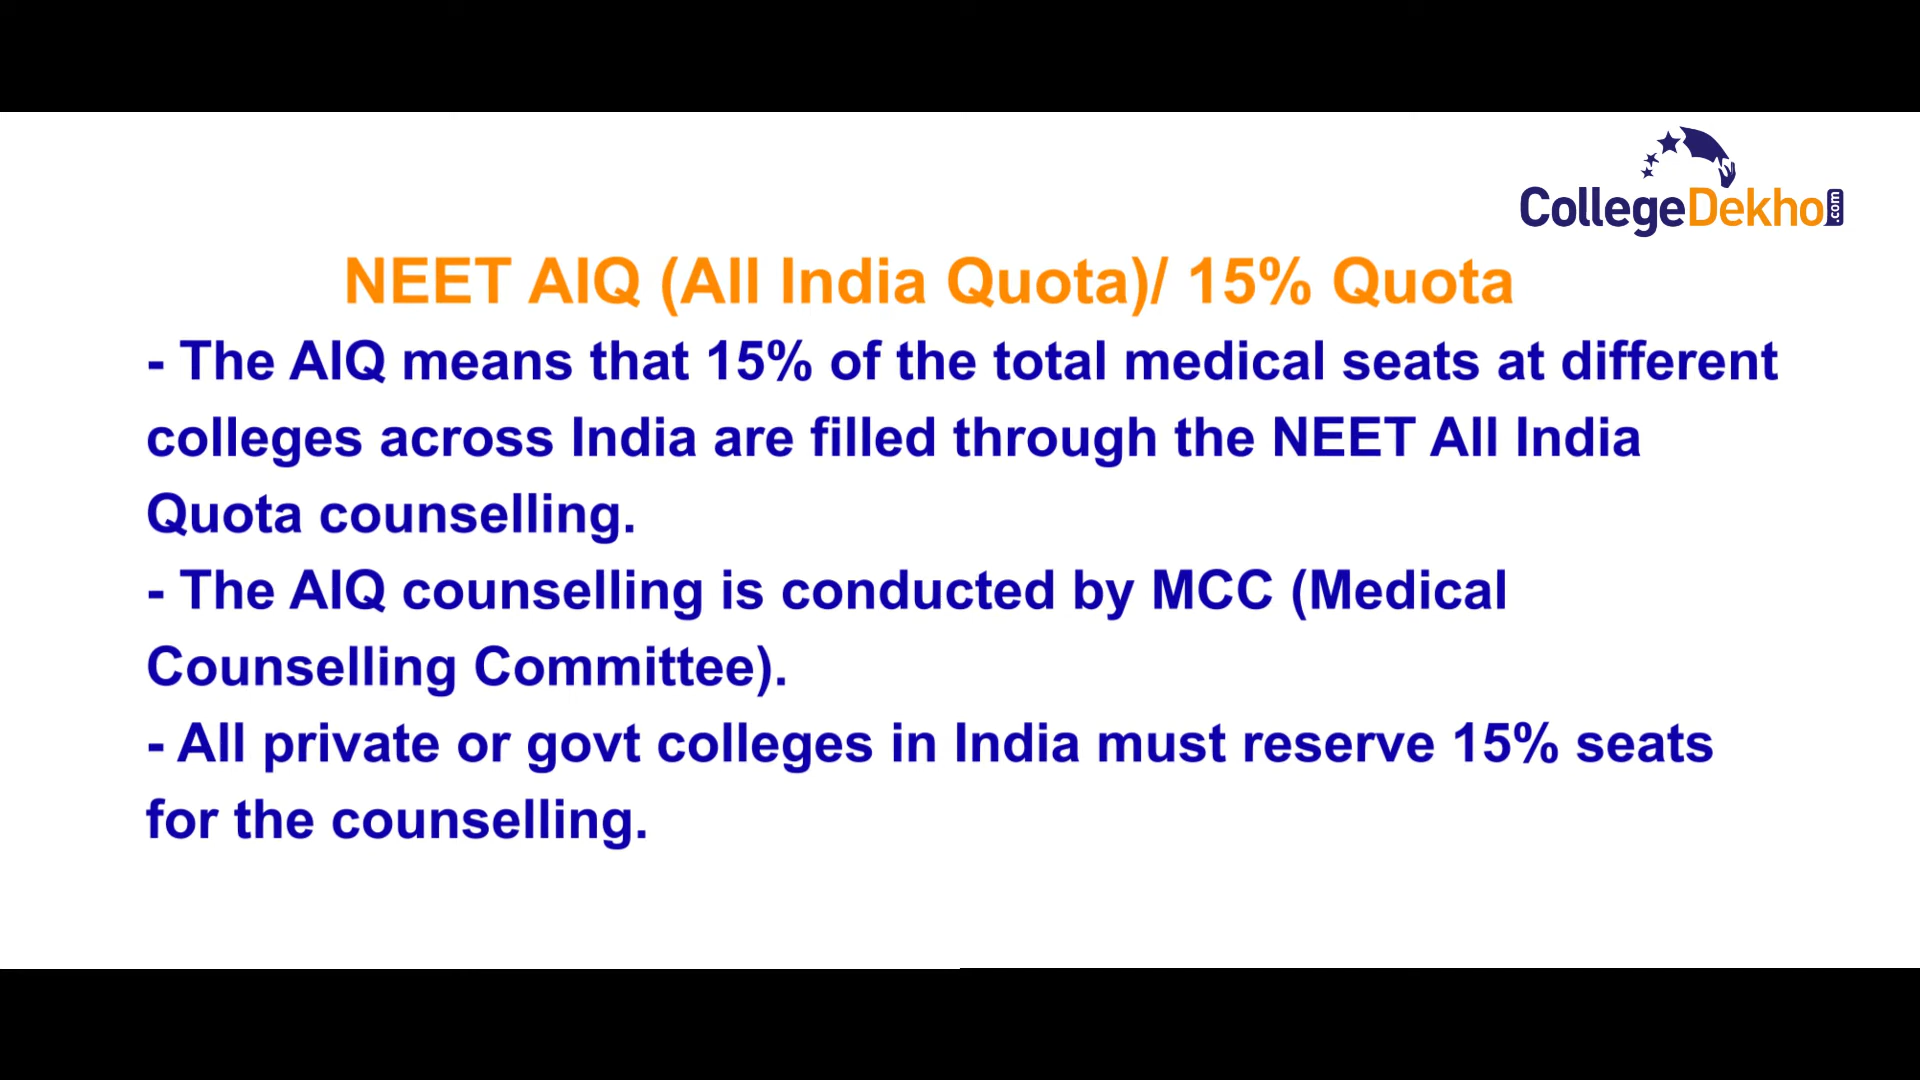 CollegeDekho.com
NEET AIQ (All India Quota)/ 15% Quota
- The AIQ means that 15% of the total medical seats at different
colleges across India are filled through the NEET All India
Quota counselling.
- The AIQ counselling is conducted by MCC (Medical
Counselling Committee).
- All private or govt colleges in India must reserve 15% seats
for the counselling.